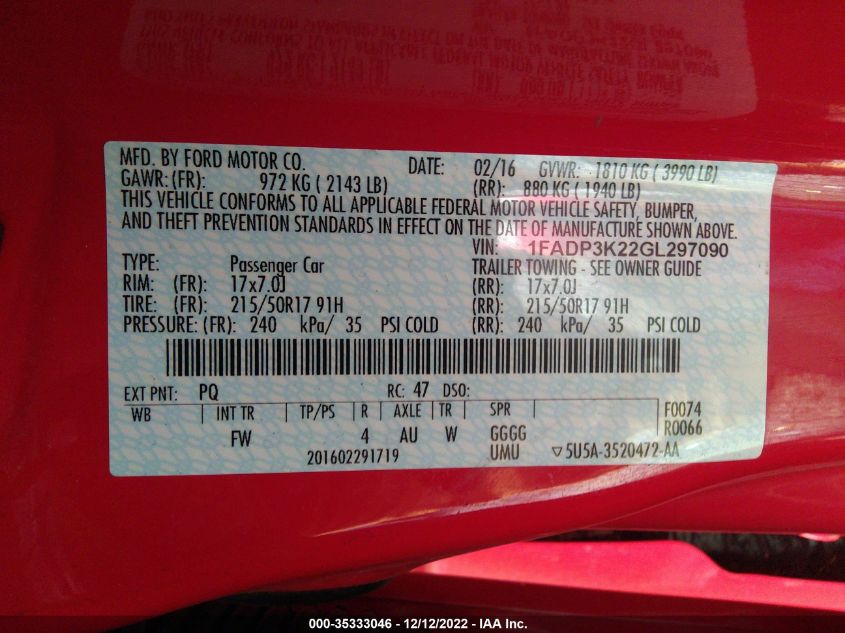 MFD. BY FORD MOTOR CO. DATE: 02/16 GVWR: 1810 KG ( 3990 LB)
GAWR: (FR): 972 KG ( 2143 LB) (RR): 880 KG ( 1940 LB)
THIS VEHICLE CONFORMS TO ALL APPLICABLE FEDERAL MOTOR VEHICLE SAFETY, BUMPER,
AND THEFT PREVENTION STANDARDS IN EFFECT ON THE DATE OF MANUFACTURE SHOWN ABOVE.
VIN: 1FADP3K22GL297090
TYPE: Passenger Car TRAILER TOWING - SEE OWNER GUIDE
RIM: (FR): 17x7.0J (RR): 17x7.0J
TIRE: (FR): 215/50R17 91H (RR): 215/50R17 91H
PRESSURE: (FR): 240 kPa/ 35 PSI COLD (RR): 240 kPa/ 35 PSI COLD
EXT PNT: PQ RC: 47 DSO:
WB INT TR TP/PS R AXLE TR SPR F0074
FW 4 AU W GGGG R0066
201602291719 UMU ▽5U5A-3520472-AA
000-35333046 - 12/12/2022 - IAA Inc.